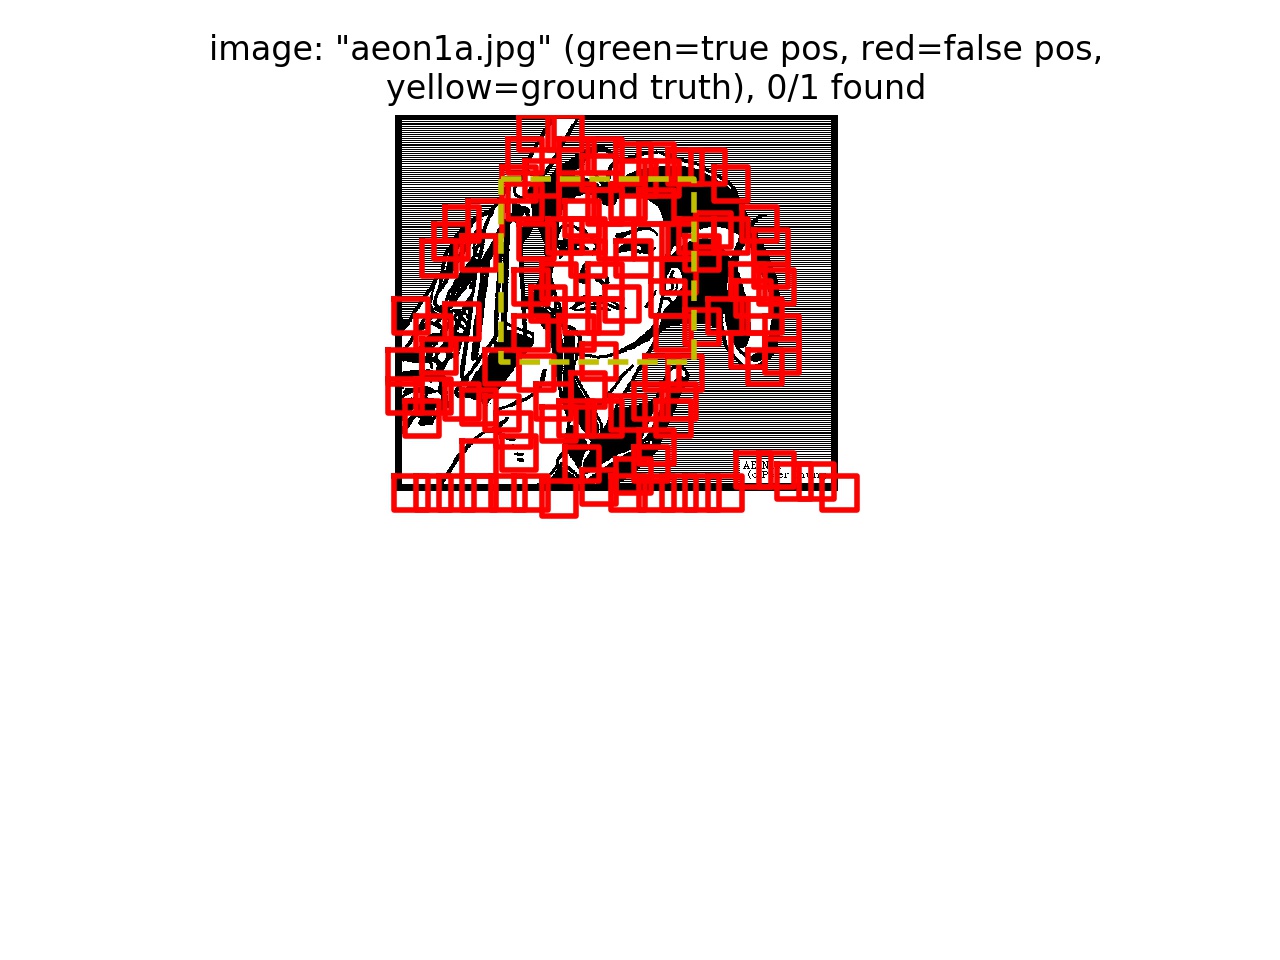 image: "aeon1a.jpg" (green=true pos, red=false pos,
yellow=ground truth), 0/1 found